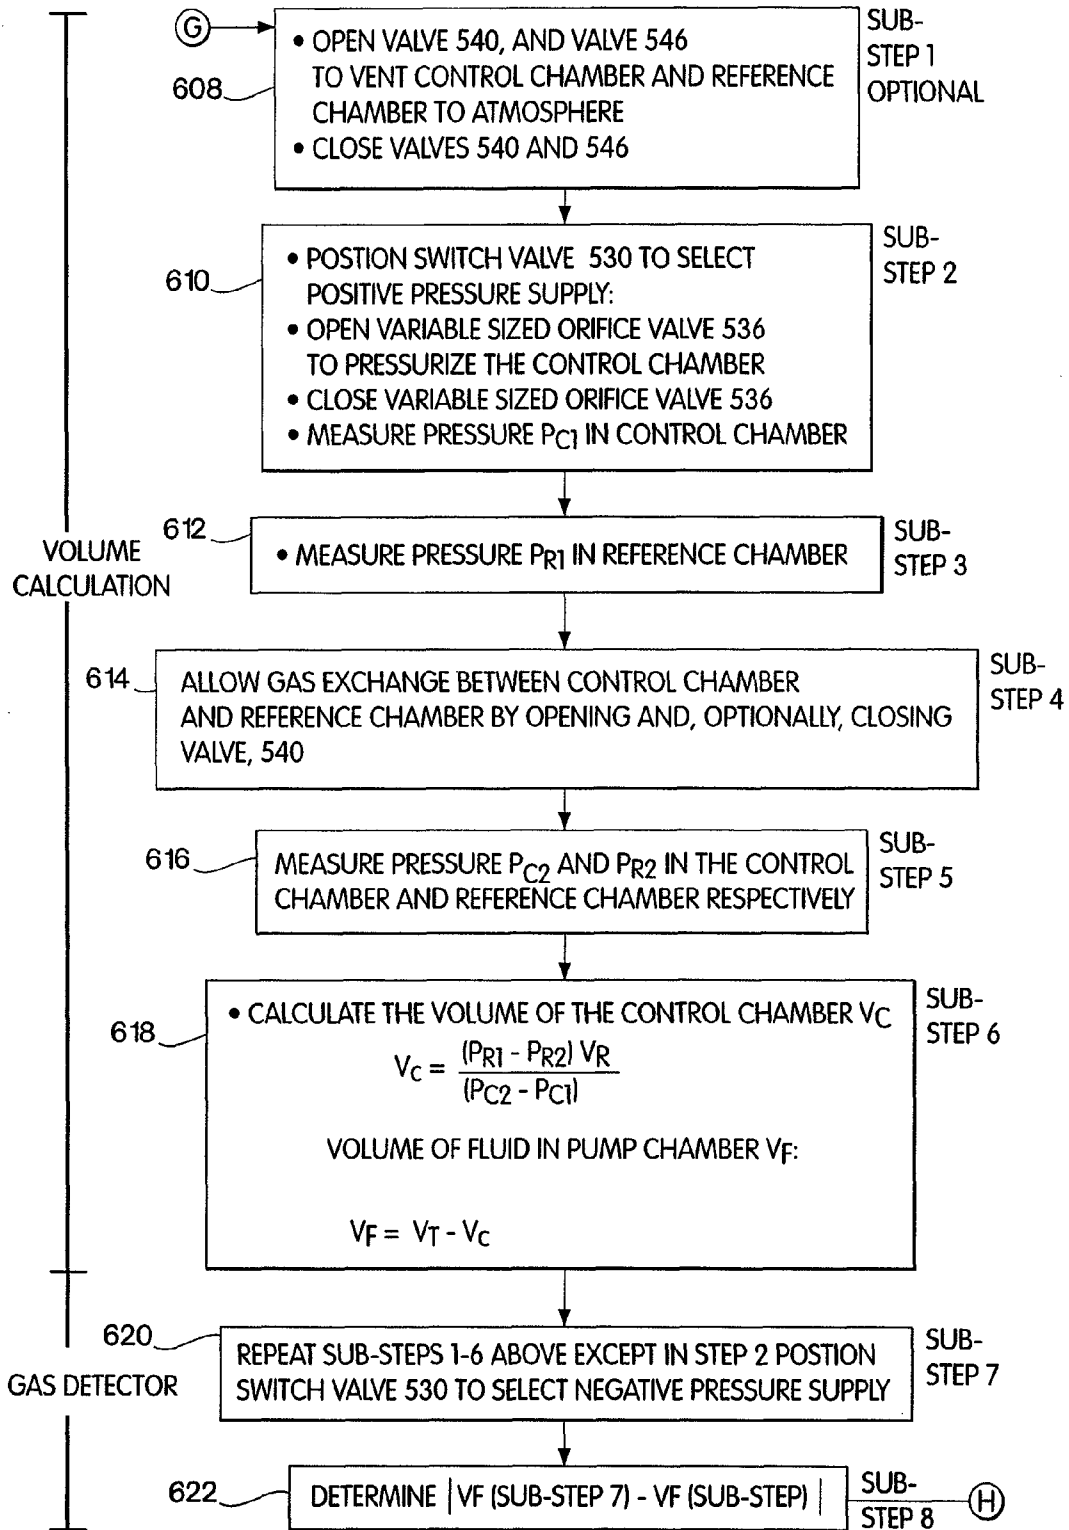 G
608
• OPEN VALVE 540, AND VALVE 546
TO VENT CONTROL CHAMBER AND REFERENCE
CHAMBER TO ATMOSPHERE
• CLOSE VALVES 540 AND 546
SUB-
STEP 1
OPTIONAL
610
• POSTION SWITCH VALVE 530 TO SELECT
POSITIVE PRESSURE SUPPLY:
• OPEN VARIABLE SIZED ORIFICE VALVE 536
TO PRESSURIZE THE CONTROL CHAMBER
• CLOSE VARIABLE SIZED ORIFICE VALVE 536
• MEASURE PRESSURE PC1 IN CONTROL CHAMBER
SUB-
STEP 2
VOLUME
CALCULATION
612
• MEASURE PRESSURE PR1 IN REFERENCE CHAMBER
SUB-
STEP 3
614
ALLOW GAS EXCHANGE BETWEEN CONTROL CHAMBER
AND REFERENCE CHAMBER BY OPENING AND, OPTIONALLY, CLOSING
VALVE, 540
SUB-
STEP 4
616
MEASURE PRESSURE PC2 AND PR2 IN THE CONTROL
CHAMBER AND REFERENCE CHAMBER RESPECTIVELY
SUB-
STEP 5
618
• CALCULATE THE VOLUME OF THE CONTROL CHAMBER VC
VC = (PR1 - PR2) VR
(PC2 - PC1)
VOLUME OF FLUID IN PUMP CHAMBER VF:
VF = VT - VC
SUB-
STEP 6
GAS DETECTOR
620
REPEAT SUB-STEPS 1-6 ABOVE EXCEPT IN STEP 2 POSTION
SWITCH VALVE 530 TO SELECT NEGATIVE PRESSURE SUPPLY
SUB-
STEP 7
622
DETERMINE |VF (SUB-STEP 7) - VF (SUB-STEP) |
SUB-
STEP 8
H